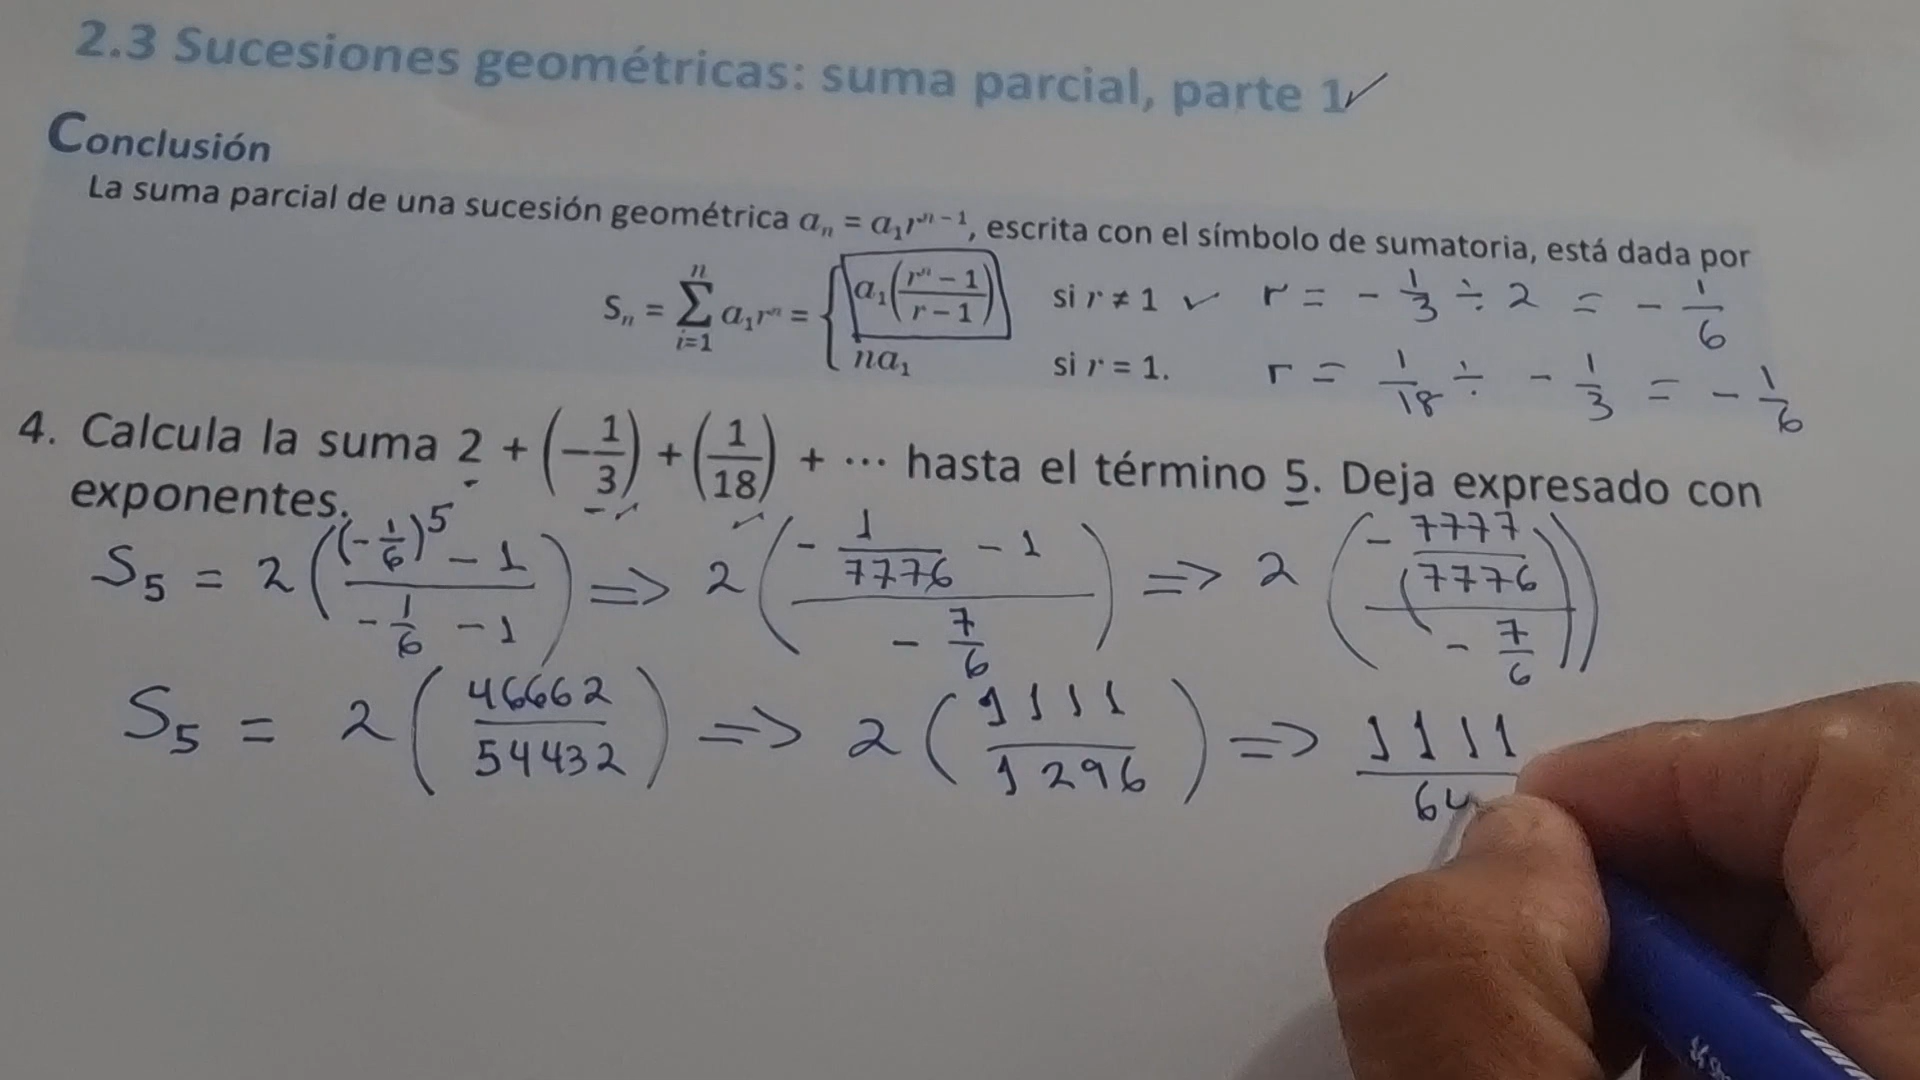 2.3 Sucesiones geométricas: suma parcial, parte 1✓
Conclusión
La suma parcial de una sucesión geométrica aₙ = a₁rⁿ⁻¹, escrita con el símbolo de sumatoria, está dada por
Sₙ = ∑ᵢ₌₁ⁿ a₁rⁿ = { a₁((rⁿ − 1)/(r − 1)) si r ≠ 1 ✓ r = - 1/3 ÷ 2 = - 1/6
na₁ si r = 1. r = 1/18 ÷ - 1/3 = - 1/6
4. Calcula la suma 2 + (−1/3) + (1/18) + ··· hasta el término 5. Deja expresado con
exponentes.
S₅ = 2 (((-1/6)⁵ - 1)/(-1/6 - 1)) => 2 ((-1/7776 - 1)/(-7/6)) => 2 ((-7777/7776)/(-7/6))
S₅ = 2 (46662/54432) => 2 (1111/1296) => 1111/64